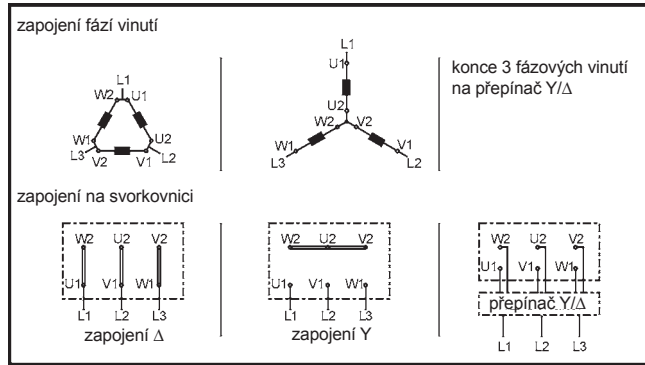 zapojení fází vinutí
L1
W2 U1
W1 U2
L3 V2 V1 L2
L1
U1
U2
W2 V2
W1 V1
L3 L2
konce 3 fázových vinutí
na přepínač Y/Δ
zapojení na svorkovnici
W2 U2 V2
U1 V1 W1
L1 L2 L3
zapojení Δ
W2 U2 V2
U1 V1 W1
L1 L2 L3
zapojení Y
W2 U2 V2
U1 V1 W1
přepínač Y/Δ
L1 L2 L3